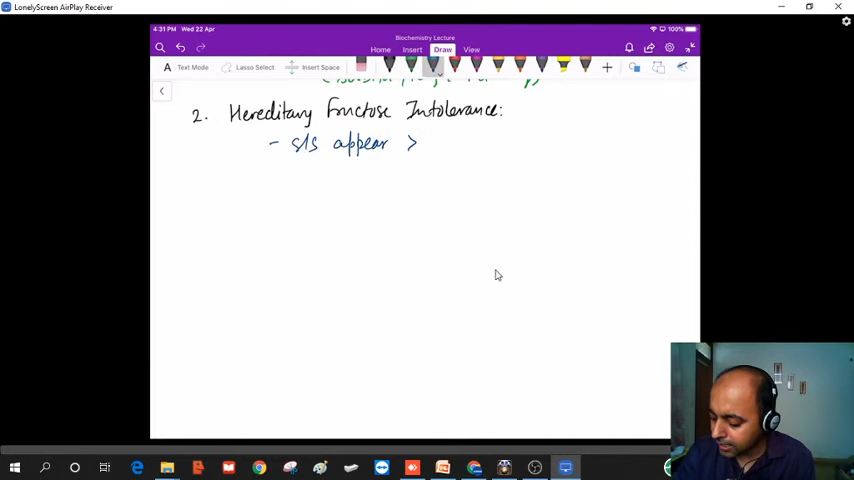 LonelyScreen AirPlay Receiver
4:31 PM Wed 22 Apr
100%
Biochemistry Lecture
Home Insert Draw View
Text Mode Lasso Select Insert Space
2. Hereditary Fructose Intolerance:
- s/s appear >